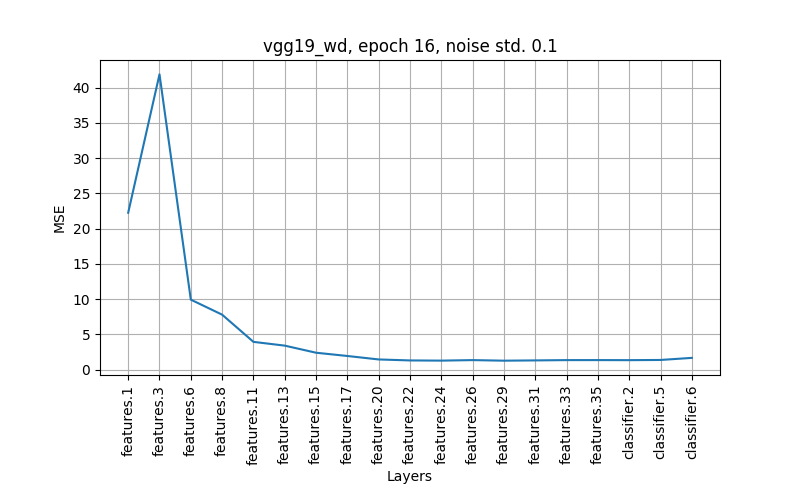 vgg19_wd, epoch 16, noise std. 0.1
MSE
40
35
30
25
20
15
10
5
0
features.1
features.3
features.6
features.8
features.11
features.13
features.15
features.17
features.20
features.22
features.24
features.26
features.29
features.31
features.33
features.35
classifier.2
classifier.5
classifier.6
Layers